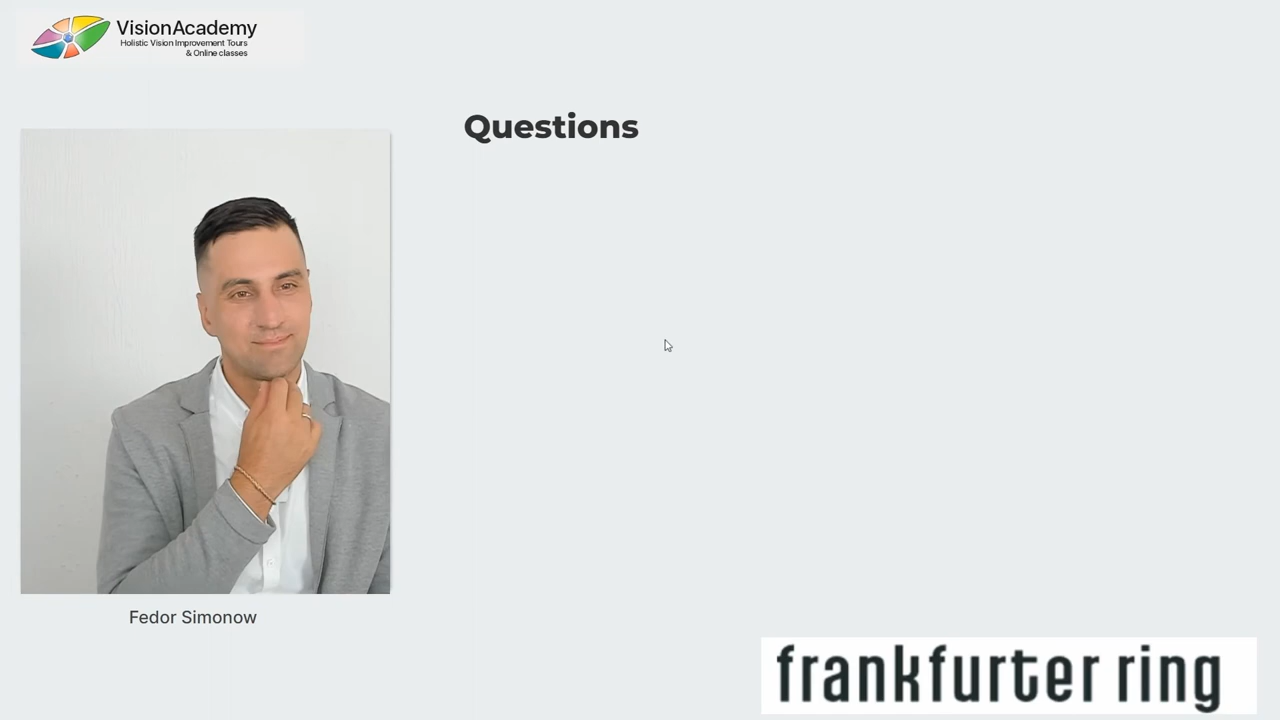 VisionAcademy
Holistic Vision Improvement Tours
& Online classes
Questions
Fedor Simonow
frankfurter ring